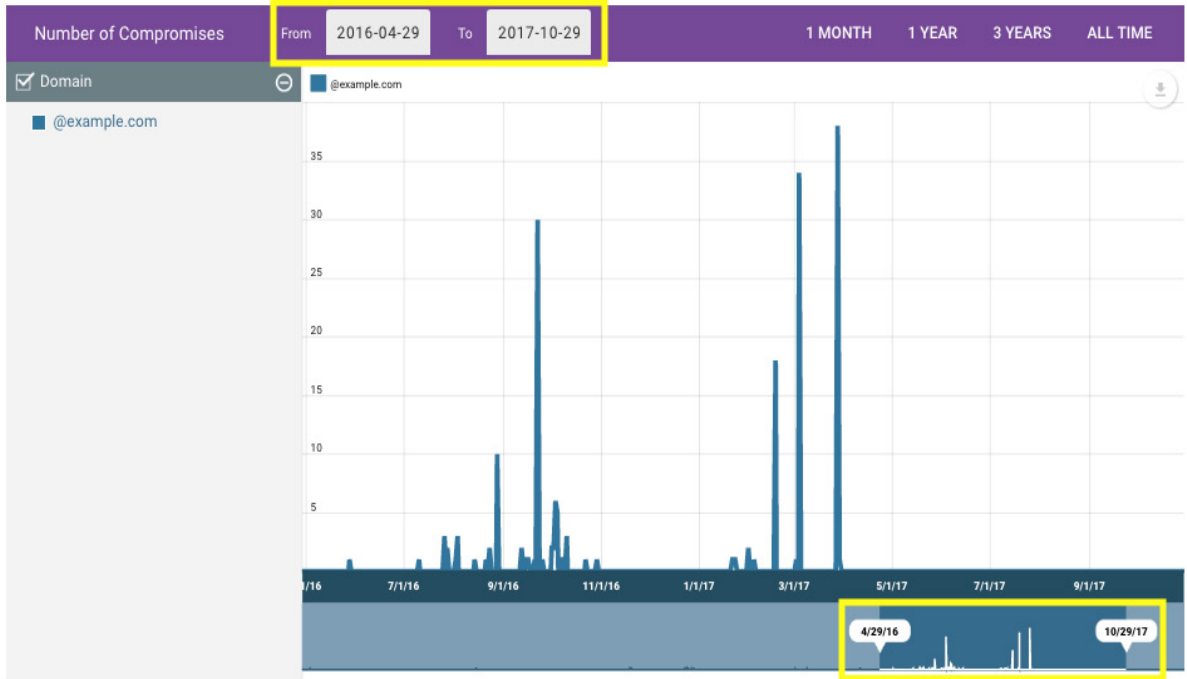 Number of Compromises From 2016-04-29 To 2017-10-29 1 MONTH 1 YEAR 3 YEARS ALL TIME
Domain
@example.com
@example.com
35
30
25
20
15
10
5
/16 7/1/16 9/1/16 11/1/16 1/1/17 3/1/17 5/1/17 7/1/17 9/1/17
4/29/16 10/29/17